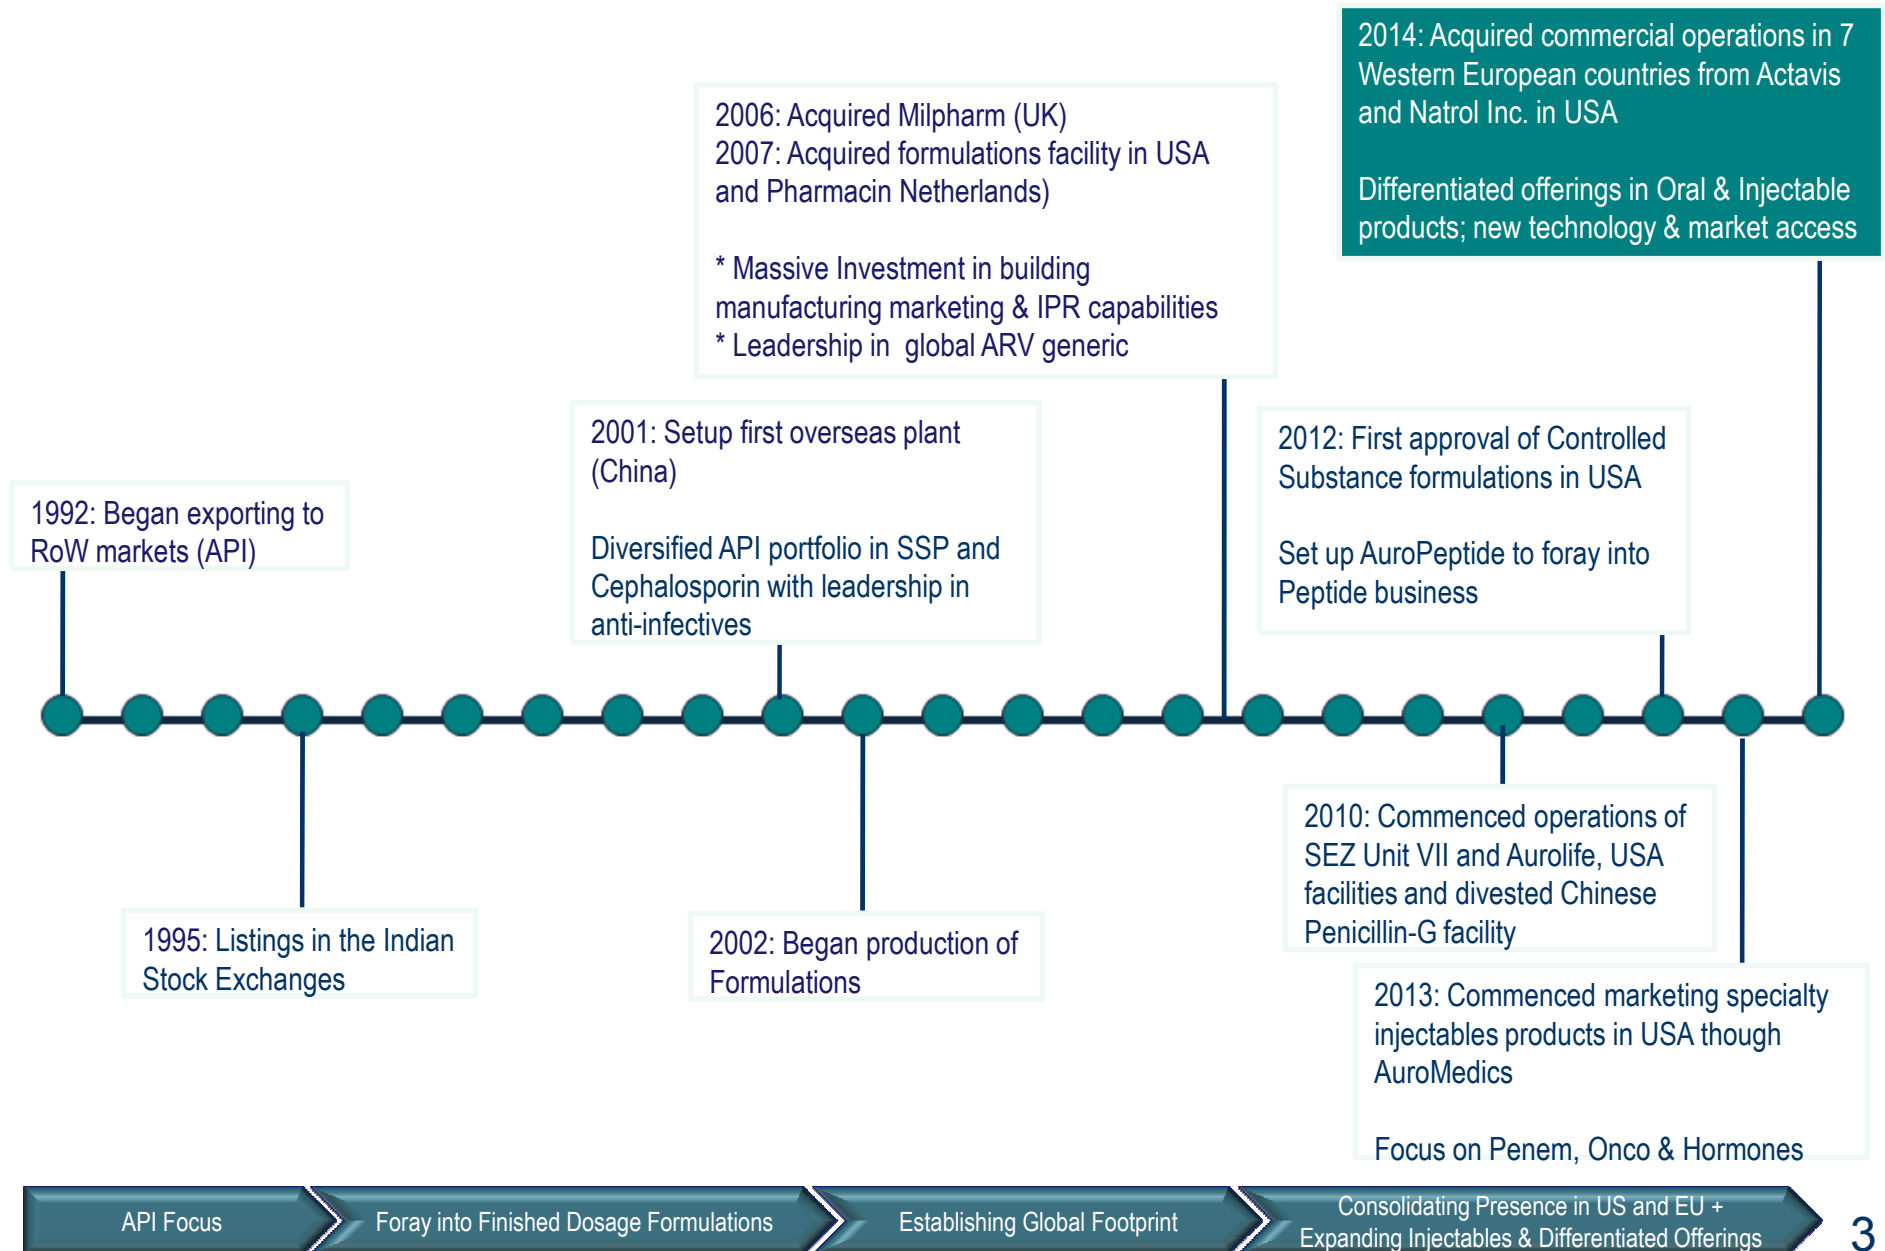 2014: Acquired commercial operations in 7
Western European countries from Actavis
and Natrol Inc. in USA
Differentiated offerings in Oral & Injectable
products; new technology & market access
2006: Acquired Milpharm (UK)
2007: Acquired formulations facility in USA
and Pharmacin Netherlands)
* Massive Investment in building
manufacturing marketing & IPR capabilities
* Leadership in global ARV generic
2001: Setup first overseas plant
(China)
Diversified API portfolio in SSP and
Cephalosporin with leadership in
anti-infectives
2012: First approval of Controlled
Substance formulations in USA
Set up AuroPeptide to foray into
Peptide business
1992: Began exporting to
RoW markets (API)
1995: Listings in the Indian
Stock Exchanges
2002: Began production of
Formulations
2010: Commenced operations of
SEZ Unit VII and Aurolife, USA
facilities and divested Chinese
Penicillin-G facility
2013: Commenced marketing specialty
injectables products in USA though
AuroMedics
Focus on Penem, Onco & Hormones
API Focus
Foray into Finished Dosage Formulations
Establishing Global Footprint
Consolidating Presence in US and EU +
Expanding Injectables & Differentiated Offerings
3